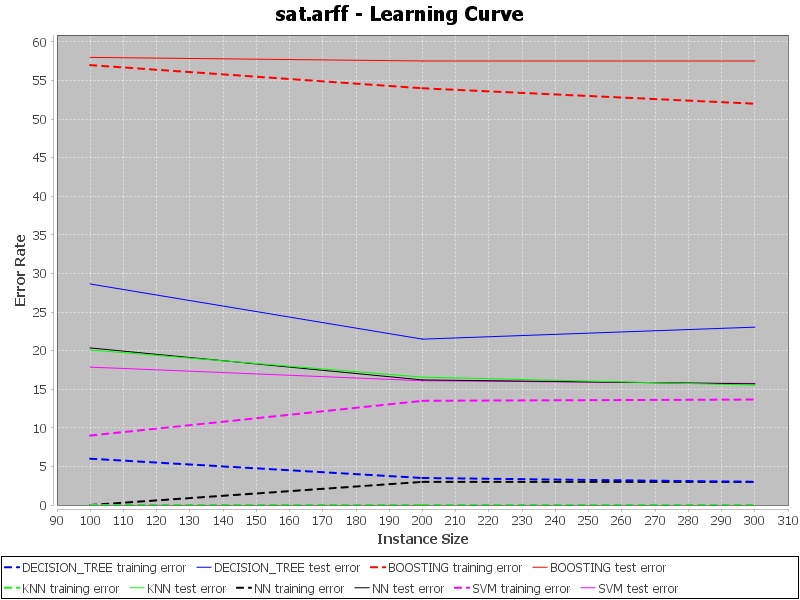 sat.arff - Learning Curve
Error Rate
60
55
50
45
40
35
30
25
20
15
10
5
0
90 100 110 120 130 140 150 160 170 180 190 200 210 220 230 240 250 260 270 280 290 300 310
Instance Size
DECISION_TREE training error DECISION_TREE test error BOOSTING training error BOOSTING test error
KNN training error KNN test error NN training error NN test error SVM training error SVM test error